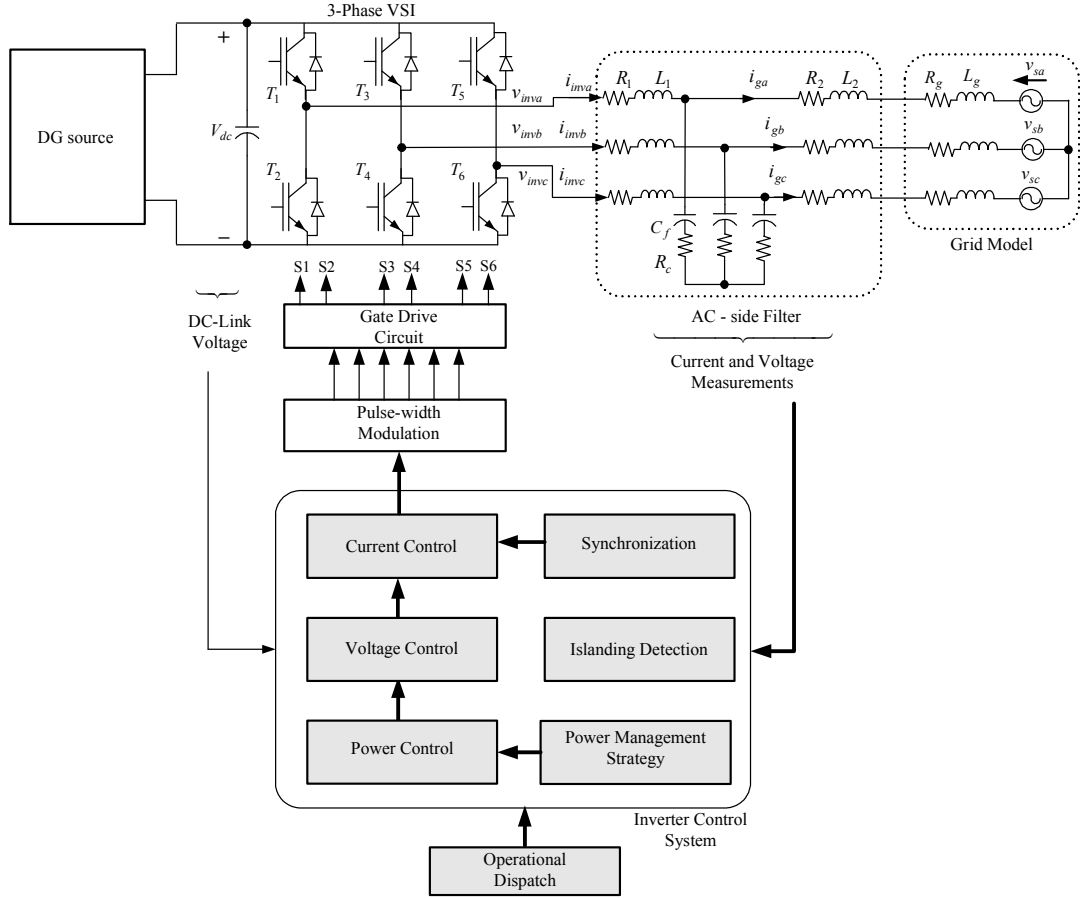 3-Phase VSI
DG source
+
V_dc
−
T_1
T_3
T_5
T_2
T_4
T_6
v_inva
v_invb
v_invc
i_inva
i_invb
i_invc
R_1
L_1
i_ga
i_gb
i_gc
R_2
L_2
R_g
L_g
v_sa
v_sb
v_sc
C_f
R_c
Grid Model
S1
S2
S3
S4
S5
S6
DC-Link
Voltage
Gate Drive
Circuit
AC - side Filter
Current and Voltage
Measurements
Pulse-width
Modulation
Current Control
Synchronization
Voltage Control
Islanding Detection
Power Control
Power Management
Strategy
Inverter Control
System
Operational
Dispatch